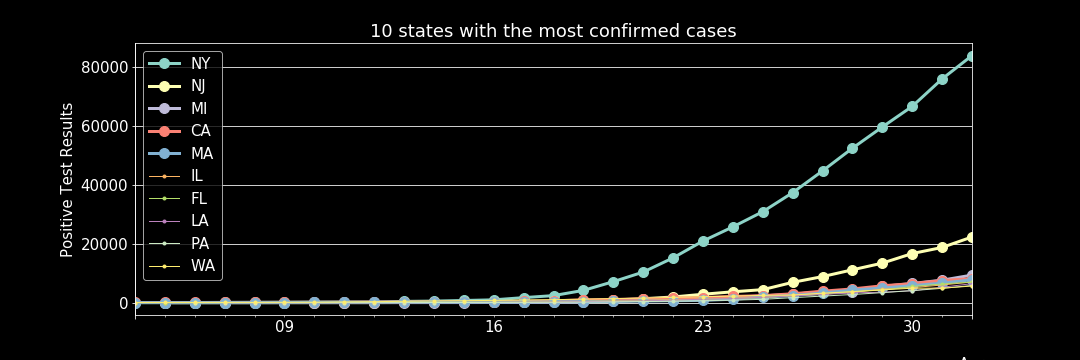 10 states with the most confirmed cases
Positive Test Results
80000
60000
40000
20000
0
NY
NJ
MI
CA
MA
IL
FL
LA
PA
WA
09
16
23
30